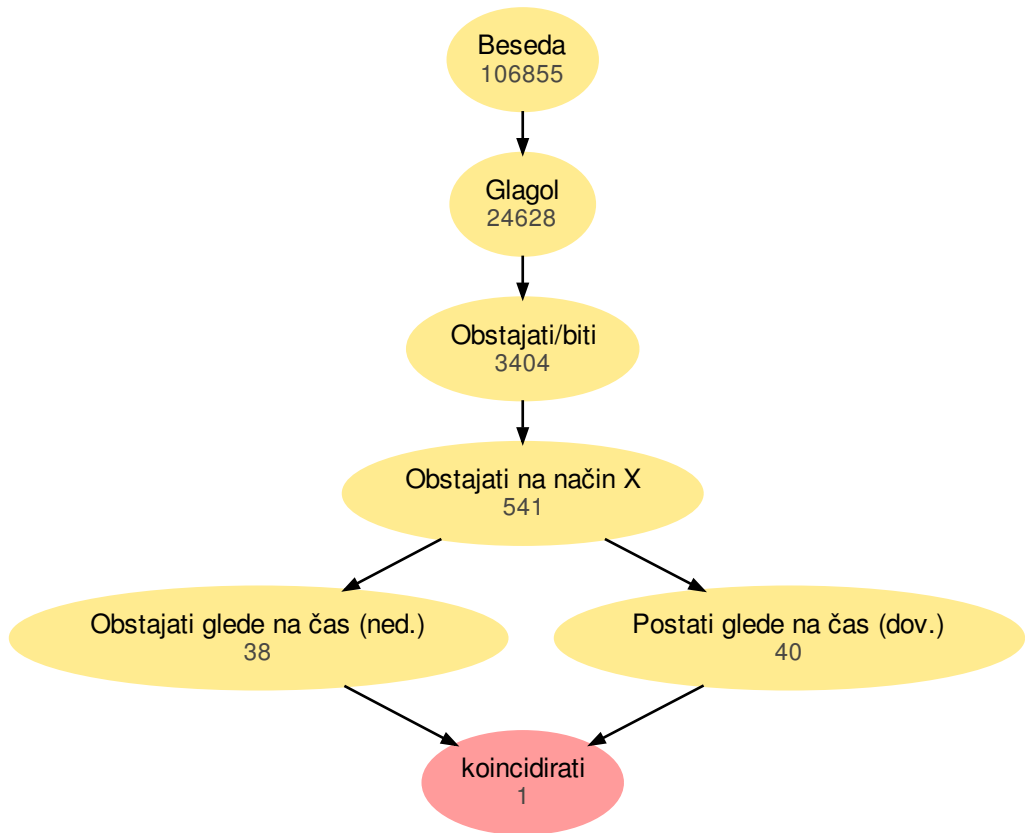 Beseda
106855
Glagol
24628
Obstajati/biti
3404
Obstajati na način X
541
Obstajati glede na čas (ned.)
38
Postati glede na čas (dov.)
40
koincidirati
1